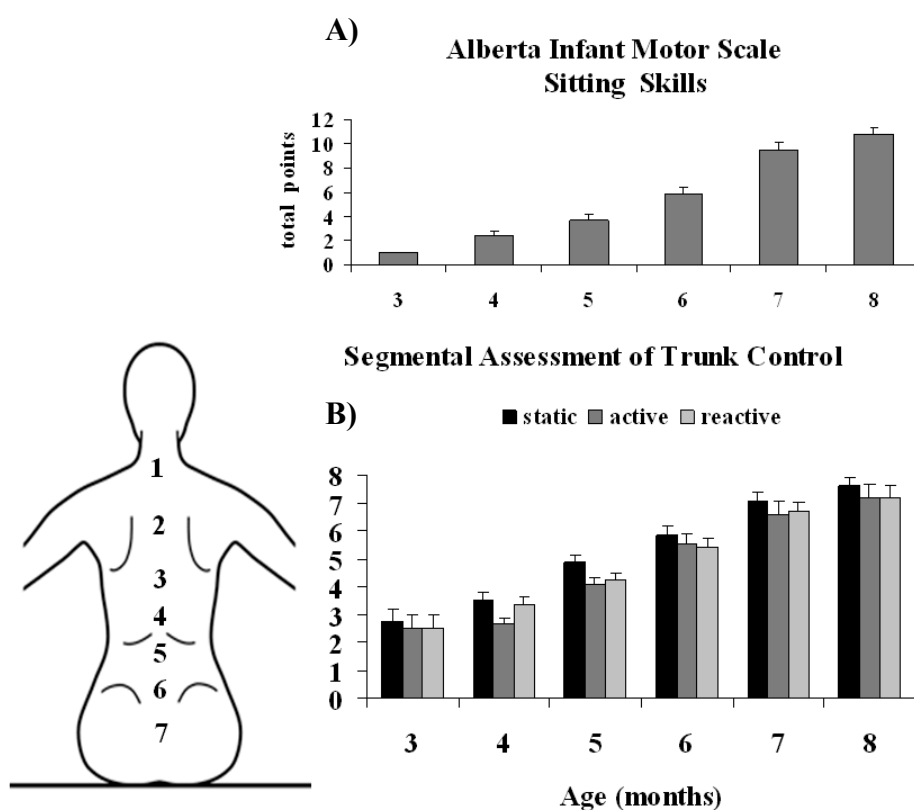 A)
Alberta Infant Motor Scale
Sitting Skills
total points
12
10
8
6
4
2
0
3 4 5 6 7 8
Segmental Assessment of Trunk Control
B)
static active reactive
8
7
6
5
4
3
2
1
0
3 4 5 6 7 8
Age (months)
1
2
3
4
5
6
7